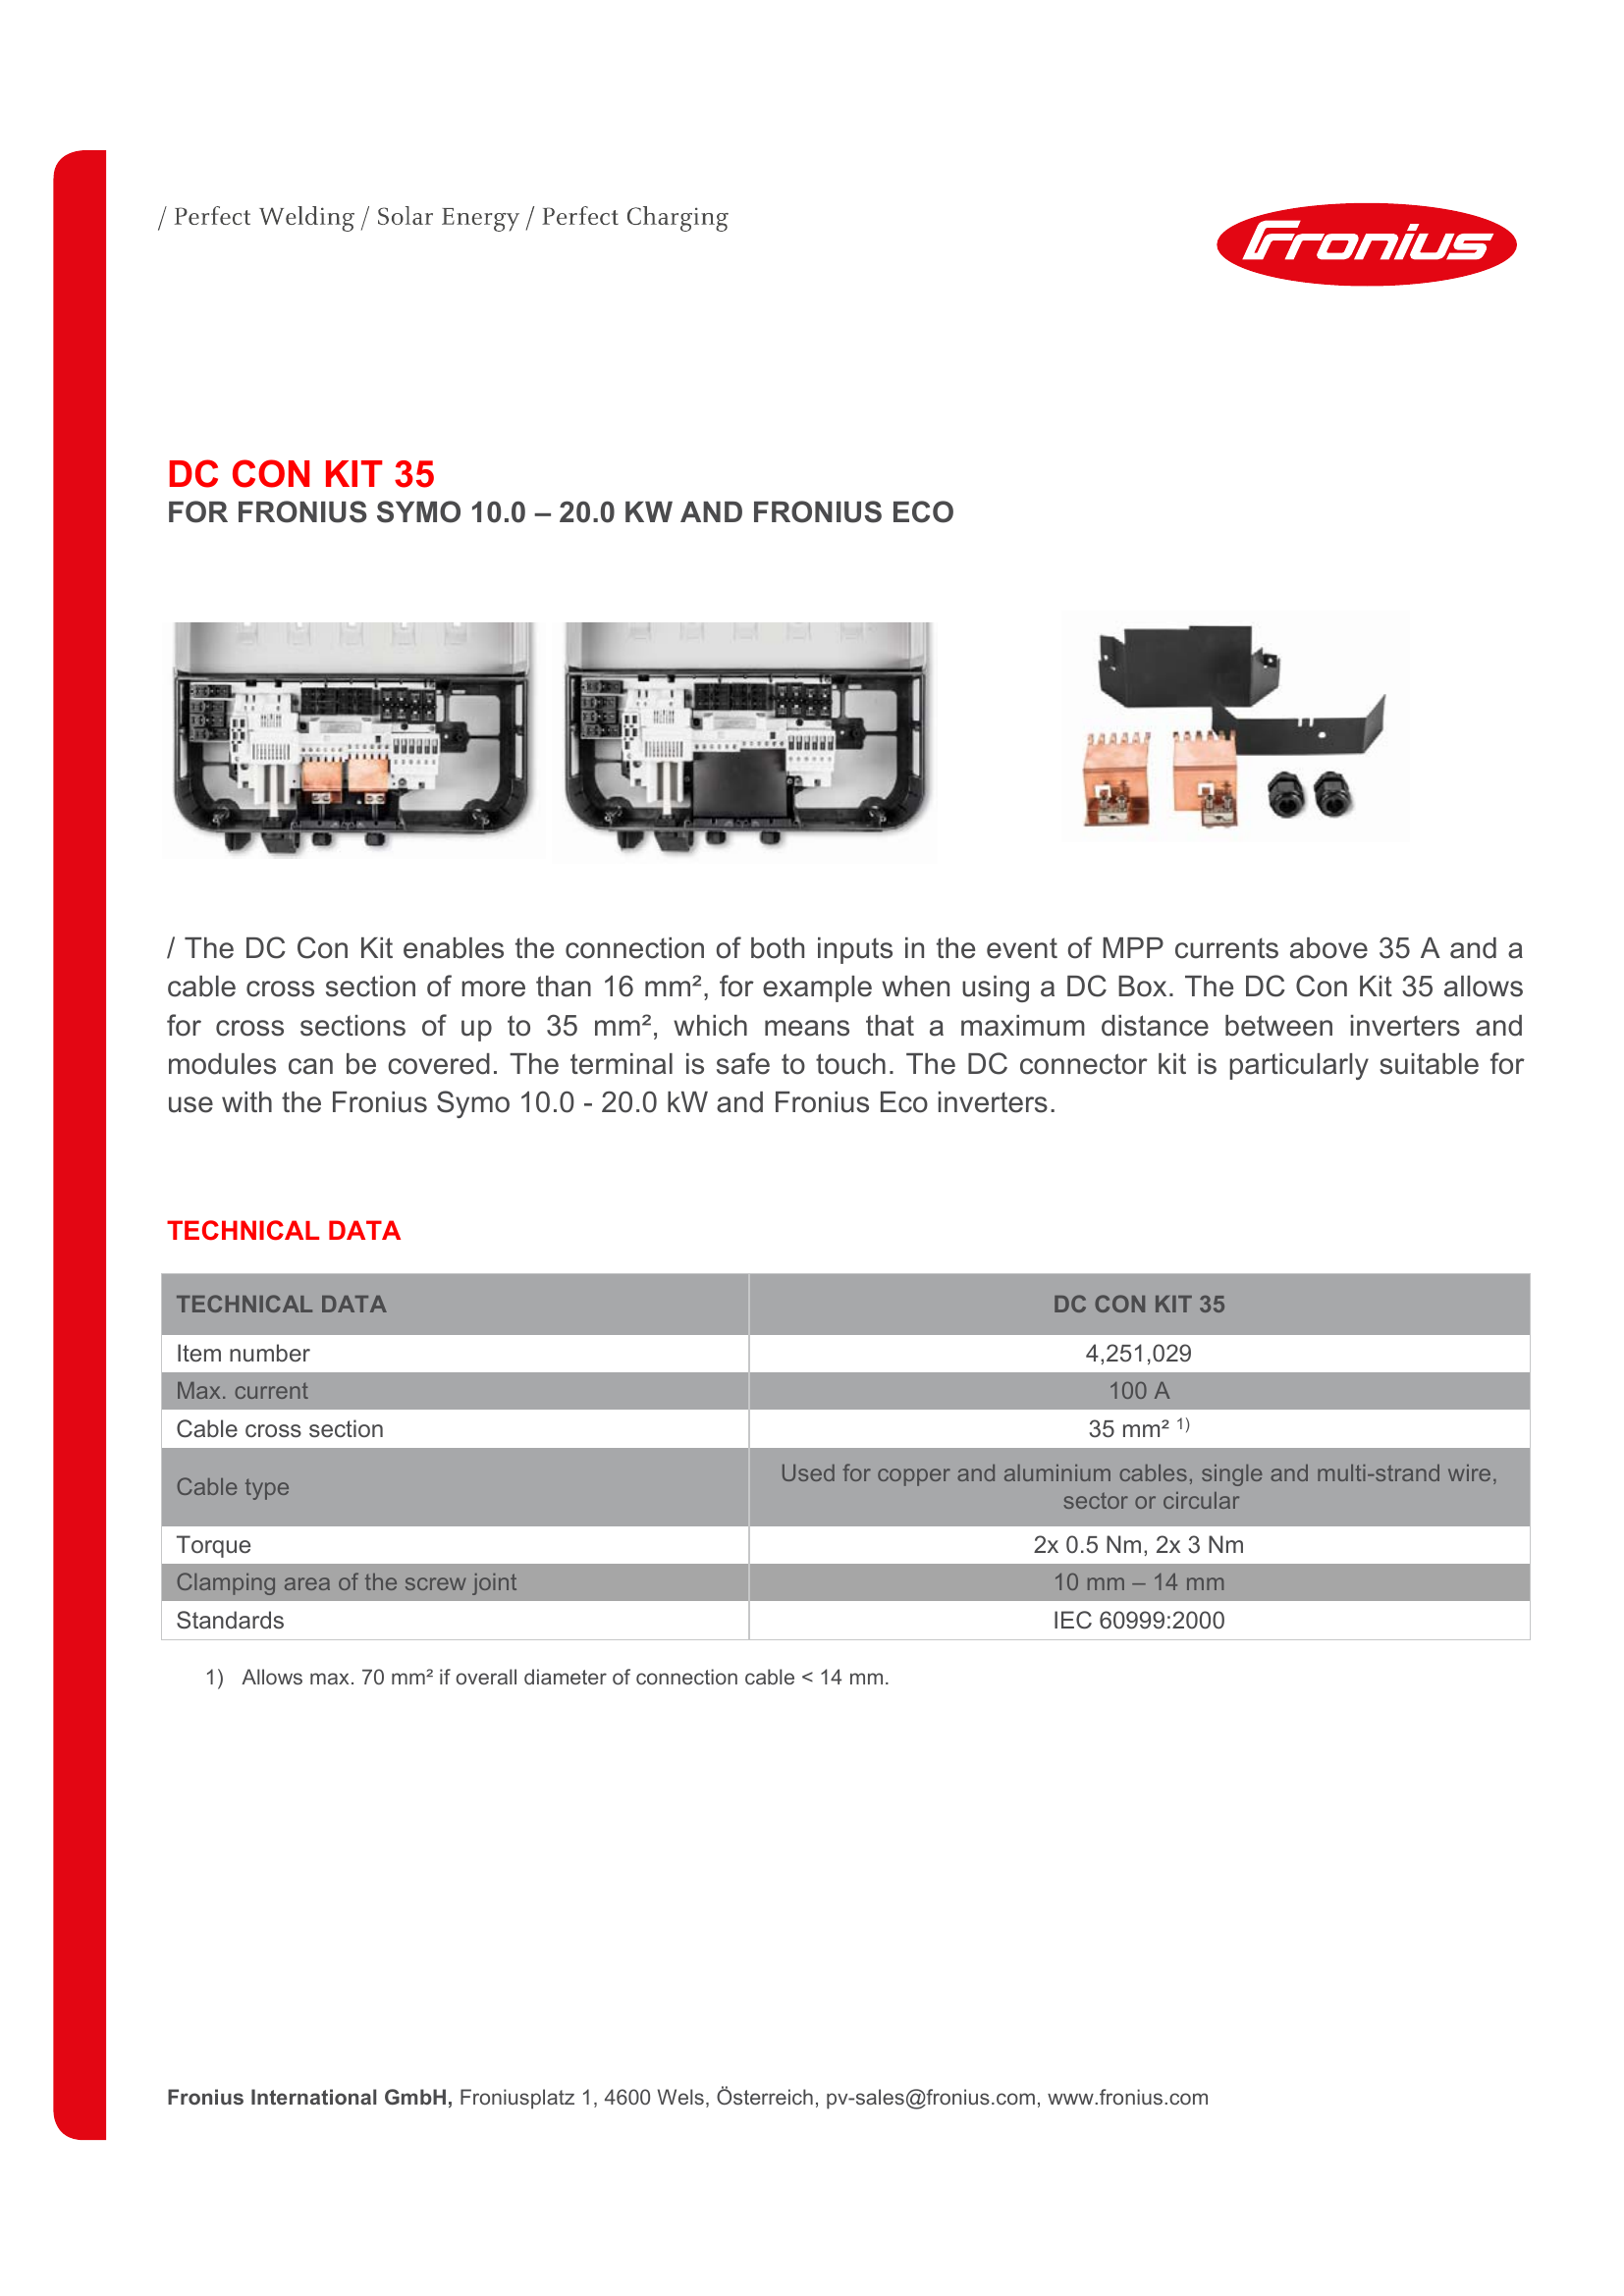 / Perfect Welding / Solar Energy / Perfect Charging
Fronius
DC CON KIT 35
FOR FRONIUS SYMO 10.0 – 20.0 KW AND FRONIUS ECO
/ The DC Con Kit enables the connection of both inputs in the event of MPP currents above 35 A and a
cable cross section of more than 16 mm², for example when using a DC Box. The DC Con Kit 35 allows
for cross sections of up to 35 mm², which means that a maximum distance between inverters and
modules can be covered. The terminal is safe to touch. The DC connector kit is particularly suitable for
use with the Fronius Symo 10.0 - 20.0 kW and Fronius Eco inverters.
TECHNICAL DATA
TECHNICAL DATA DC CON KIT 35
Item number 4,251,029
Max. current 100 A
Cable cross section 35 mm² 1)
Cable type Used for copper and aluminium cables, single and multi-strand wire,
sector or circular
Torque 2x 0.5 Nm, 2x 3 Nm
Clamping area of the screw joint 10 mm – 14 mm
Standards IEC 60999:2000
1) Allows max. 70 mm² if overall diameter of connection cable < 14 mm.
Fronius International GmbH, Froniusplatz 1, 4600 Wels, Österreich, pv-sales@fronius.com, www.fronius.com